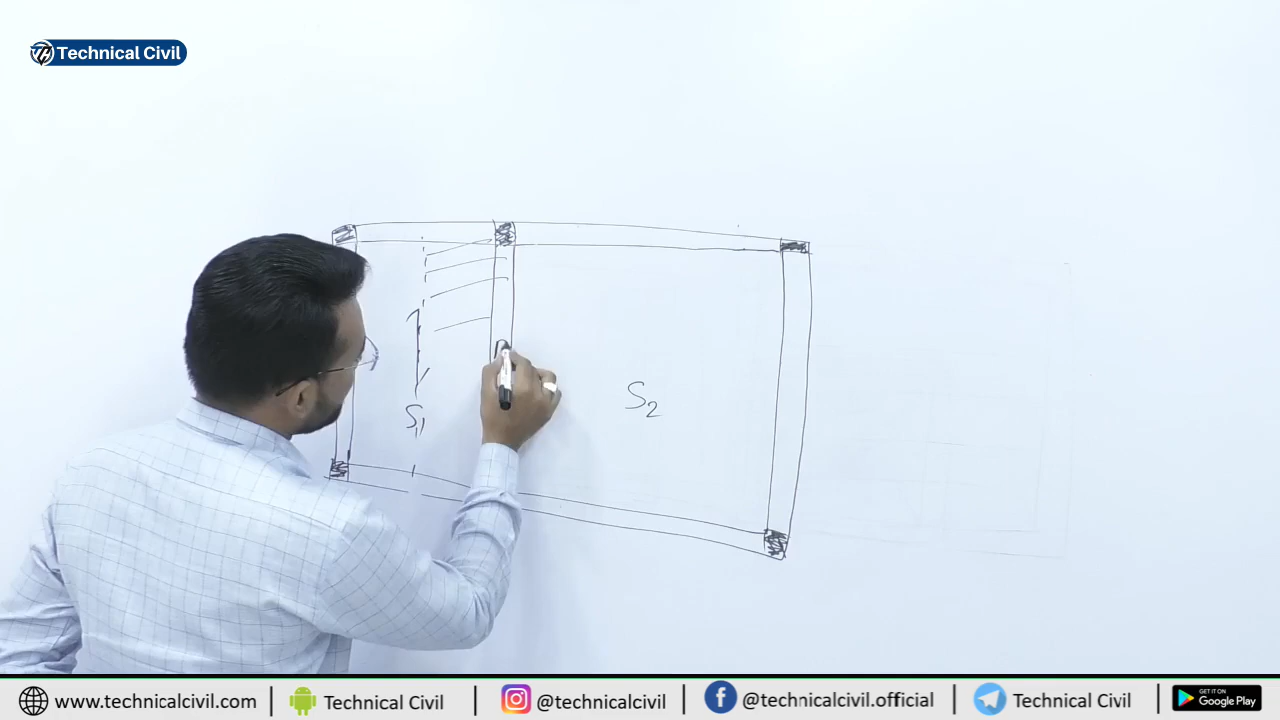 Technical Civil
S1
S2
www.technicalcivil.com
Technical Civil
@technicalcivil
@technicalcivil.official
Technical Civil
GET IT ON
Google Play